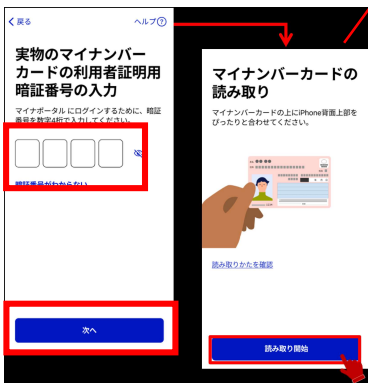 戻る
ヘルプ?
実物のマイナンバー
カードの利用者証明用
暗証番号の入力
マイナポータルにログインするために、暗証
番号を数字4桁で入力してください。
暗証番号がわからない
次へ
マイナンバーカードの
読み取り
マイナンバーカードの上にiPhone背面上部を
ぴったりと合わせてください。
読み取りかたを確認
読み取り開始